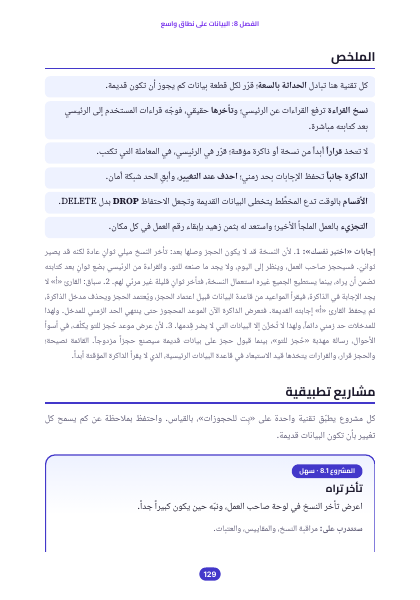 الفصل 8: البيانات على نطاق واسع
الملخص
كل تقنية هنا تبادل الحداثة بالسعة؛ قرّر لكل قطعة بيانات كم يجوز أن تكون قديمة.
نسخ القراءة ترفع القراءات عن الرئيسي؛ وتأخرها حقيقي، فوجّه قراءات المستخدم إلى الرئيسي
بعد كتابته مباشرة.
لا تتخذ قراراً أبداً من نسخة أو ذاكرة مؤقتة؛ قرّر في الرئيسي، في المعاملة التي تكتب.
الذاكرة جانباً تحفظ الإجابات بحد زمني؛ احذف عند التغيير، وأبقِ الحد شبكة أمان.
الأقسام بالوقت تدع المخطِّط يتخطى البيانات القديمة وتجعل الاحتفاظ DROP بدل DELETE.
التجزيء بالعميل الملجأ الأخير؛ واستعد له بثمن زهيد بإبقاء رقم العميل في كل مكان.
إجابات «اختبر نفسك»: 1. لأن النسخة قد لا يكون الحجز وصلها بعد: تأخر النسخ ميلي ثوانٍ عادة لكنه قد يصير
ثواني. فسيحجز صاحب العمل، وينظر إلى اليوم، ولا يجد ما صنعه للتو. والقراءة من الرئيسي بضع ثوانٍ بعد كتابته
تضمن أن يراه، بينما يستطيع الجميع غيره استعمال النسخة، فتأخر ثوانٍ قليلة غير مرئي لهم. 2. سباق: القارئ «أ» لا
يجد الإجابة في الذاكرة، فيقرأ المواعيد من قاعدة البيانات قبيل اعتماد الحجز، ويُعتمد الحجز ويحذف مدخل الذاكرة،
ثم يحفظ القارئ «أ» إجابته القديمة. فتعرض الذاكرة الآن الموعد المحجوز حتى ينتهي الحد الزمني للمدخل. ولهذا
للمدخلات حد زمني دائماً، ولهذا لا تُخزَّن إلا البيانات التي لا يضر قِدمها. 3. لأن عرض موعد حُجز للتو يكلّف، في أسوأ
الأحوال، رسالة مهذبة «حُجز للتو»، بينما قبول حجز على بيانات قديمة سيصنع حجزاً مزدوجاً. القائمة نصيحة؛
والحجز قرار، والقرارات يتخذها قيد الاستبعاد في قاعدة البيانات الرئيسية، الذي لا يقرأ الذاكرة المؤقتة أبداً.
مشاريع تطبيقية
كل مشروع يطبّق تقنية واحدة على «بِت للحجوزات»، بالقياس. واحتفظ بملاحظة عن كم يسمح كل
تغيير بأن تكون البيانات قديمة.
المشروع 8.1 · سهل
تأخر تراه
اعرض تأخر النسخ في لوحة صاحب العمل، ونبّه حين يكون كبيراً جداً.
ستتدرب على: مراقبة النسخ، والمقاييس، والعتبات.
129